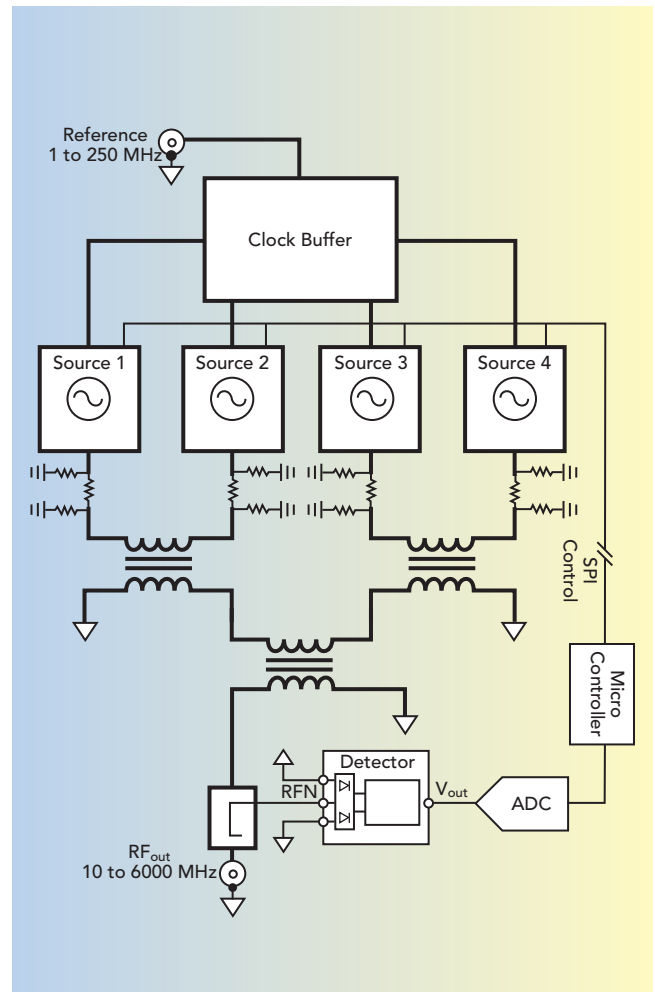 Reference
1 to 250 MHz
Clock Buffer
Source 1
Source 2
Source 3
Source 4
SPI
Control
Micro
Controller
Detector
RFN
Vout
ADC
RFout
10 to 6000 MHz